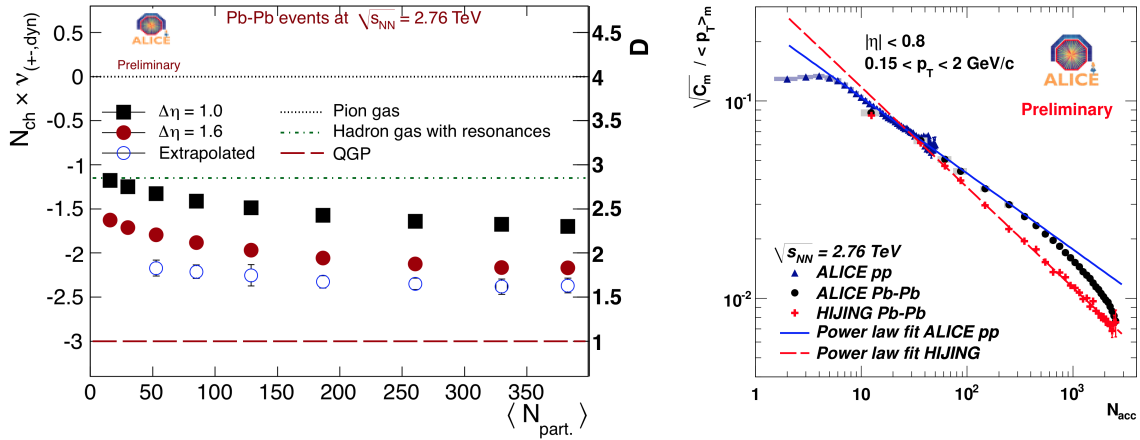 Pb-Pb events at √sNN = 2.76 TeV
ALICE
Preliminary
Nch × ν(+-,dyn)
0.5
0
-0.5
-1
-1.5
-2
-2.5
-3
Δη = 1.0
Δη = 1.6
Extrapolated
Pion gas
Hadron gas with resonances
QGP
D
4.5
4
3.5
3
2.5
2
1.5
1
0 50 100 150 200 250 300 350
⟨ Npart. ⟩
√Cm / <pT>m
10-1
10-2
|η| < 0.8
0.15 < pT < 2 GeV/c
ALICE
Preliminary
√sNN = 2.76 TeV
ALICE pp
ALICE Pb-Pb
HIJING Pb-Pb
Power law fit ALICE pp
Power law fit HIJING
1 10 102 103
Nacc